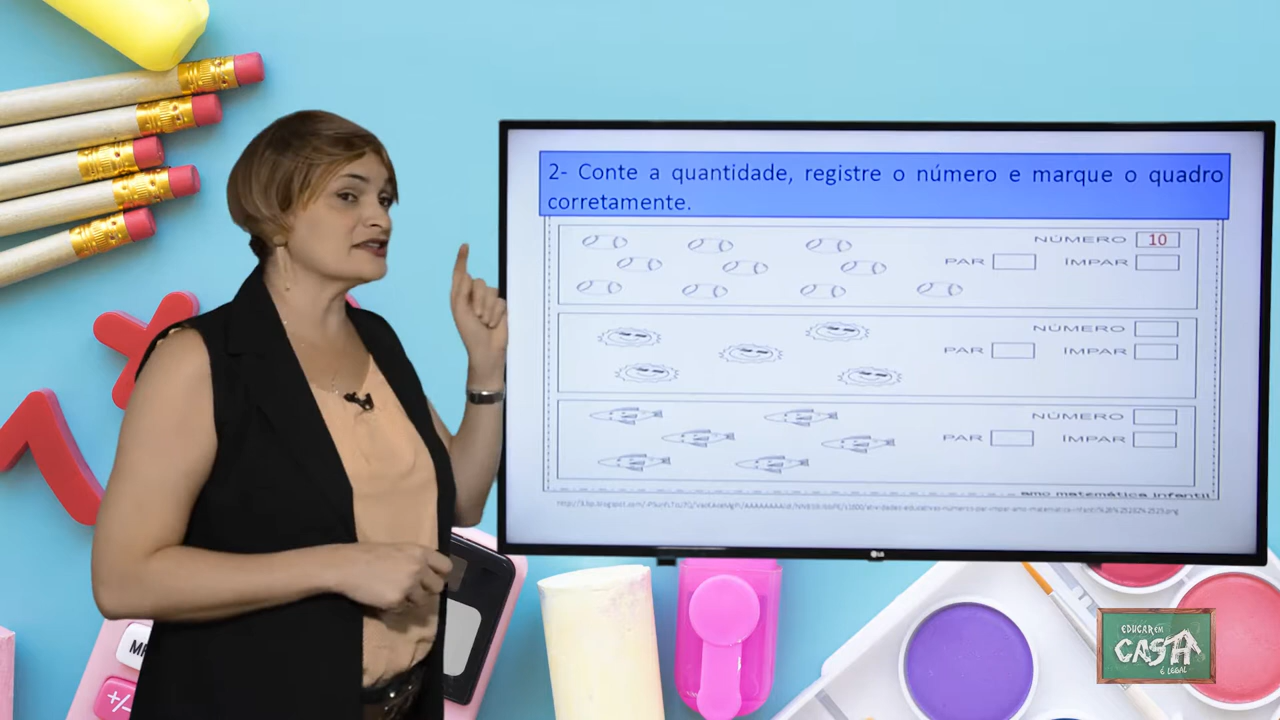 2- Conte a quantidade, registre o número e marque o quadro
corretamente.
NÚMERO 10
PAR ÍMPAR
NÚMERO
PAR ÍMPAR
NÚMERO
PAR ÍMPAR
amo matemática infantil
LG
+/-
EDUCAR EM
CASA
É LEGAL